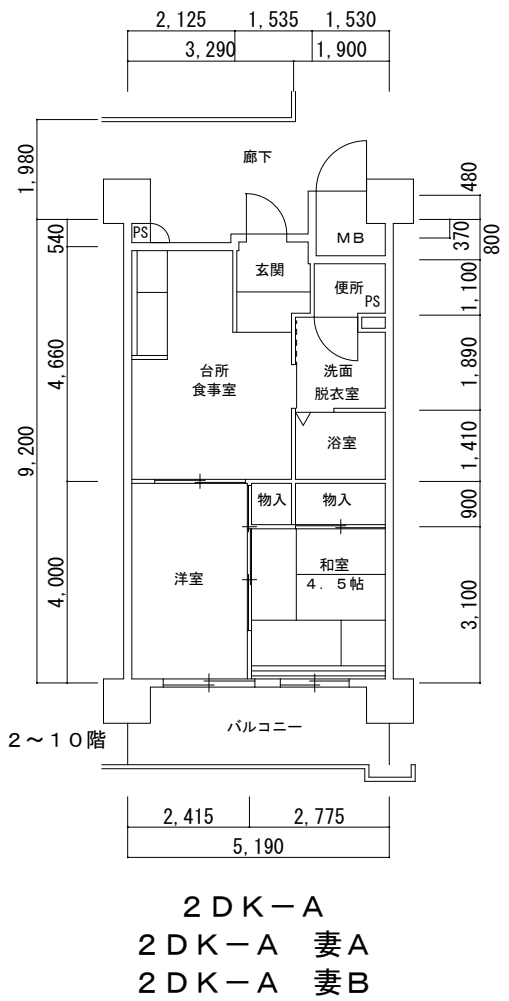 2,125 1,535 1,530
3,290 1,900
1,980
廊下
480
PS
MB
540
370
800
玄関
便所
PS
1,100
4,660
台所
食事室
洗面
脱衣室
1,890
9,200
浴室
1,410
物入 物入
900
洋室
和室
4．5帖
4,000
3,100
バルコニー
2～10階
2,415 2,775
5,190
2DK－A
2DK－A 妻A
2DK－A 妻B